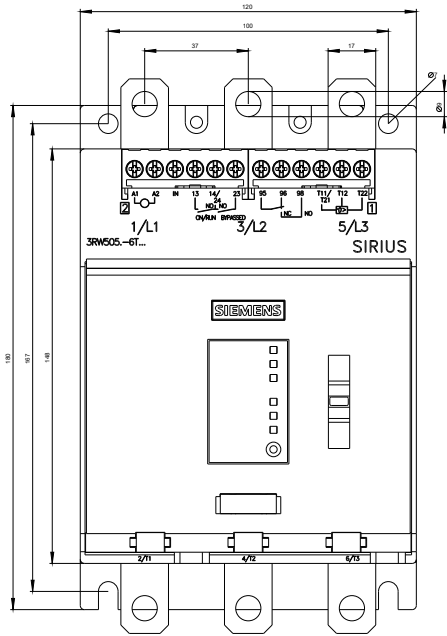 120
100
37
17
Ø7
Ø9
180
167
148
A1 A2 IN 13 14/ 23 95 96 98 T11/ T12 T22
24 T21
NO NO NC NO
ON/RUN BYPASSED
2 1
1/L1 3/L2 5/L3
3RW505.-6T...
SIRIUS
SIEMENS
2/T1 4/T2 6/T3